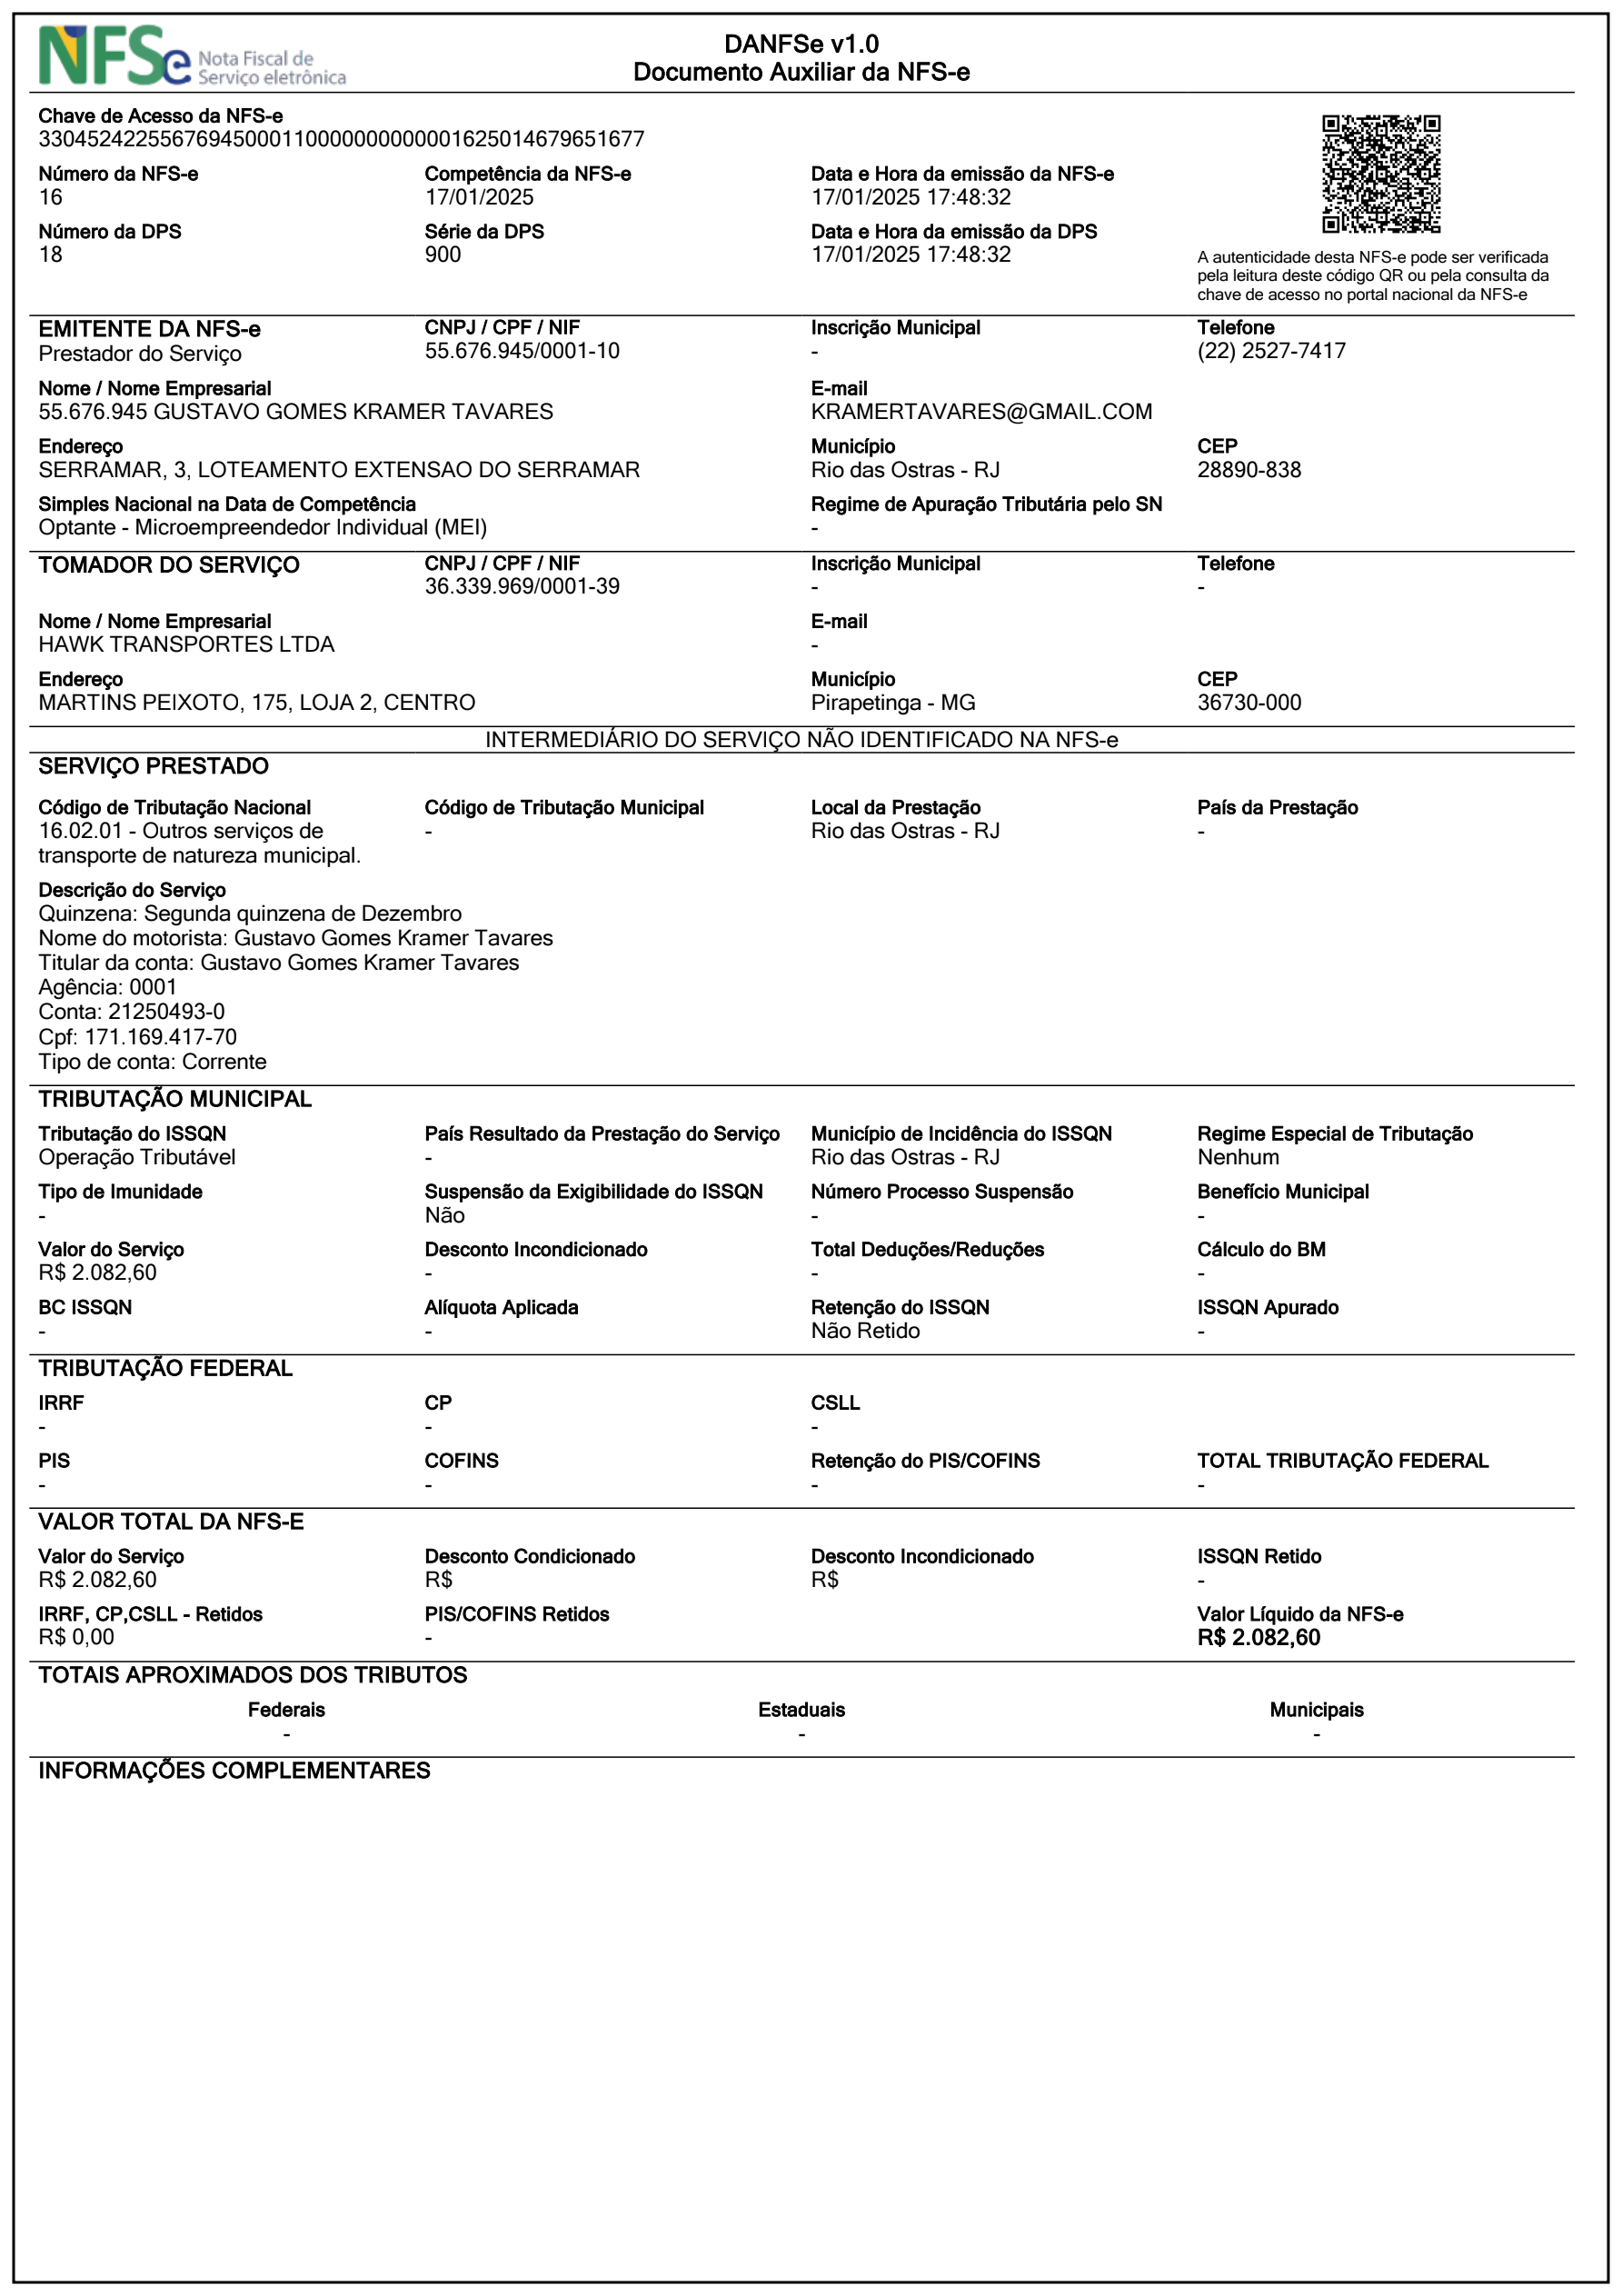 NFSe Nota Fiscal de Serviço eletrônica
DANFSe v1.0
Documento Auxiliar da NFS-e
Chave de Acesso da NFS-e
33045242255676945000110000000000001625014679651677
Número da NFS-e Competência da NFS-e Data e Hora da emissão da NFS-e
16 17/01/2025 17/01/2025 17:48:32
Número da DPS Série da DPS Data e Hora da emissão da DPS
18 900 17/01/2025 17:48:32
A autenticidade desta NFS-e pode ser verificada
pela leitura deste código QR ou pela consulta da
chave de acesso no portal nacional da NFS-e
EMITENTE DA NFS-e CNPJ / CPF / NIF Inscrição Municipal Telefone
Prestador do Serviço 55.676.945/0001-10 - (22) 2527-7417
Nome / Nome Empresarial E-mail
55.676.945 GUSTAVO GOMES KRAMER TAVARES KRAMERTAVARES@GMAIL.COM
Endereço Município CEP
SERRAMAR, 3, LOTEAMENTO EXTENSAO DO SERRAMAR Rio das Ostras - RJ 28890-838
Simples Nacional na Data de Competência Regime de Apuração Tributária pelo SN
Optante - Microempreendedor Individual (MEI) -
TOMADOR DO SERVIÇO CNPJ / CPF / NIF Inscrição Municipal Telefone
36.339.969/0001-39 - -
Nome / Nome Empresarial E-mail
HAWK TRANSPORTES LTDA -
Endereço Município CEP
MARTINS PEIXOTO, 175, LOJA 2, CENTRO Pirapetinga - MG 36730-000
INTERMEDIÁRIO DO SERVIÇO NÃO IDENTIFICADO NA NFS-e
SERVIÇO PRESTADO
Código de Tributação Nacional Código de Tributação Municipal Local da Prestação País da Prestação
16.02.01 - Outros serviços de - Rio das Ostras - RJ -
transporte de natureza municipal.
Descrição do Serviço
Quinzena: Segunda quinzena de Dezembro
Nome do motorista: Gustavo Gomes Kramer Tavares
Titular da conta: Gustavo Gomes Kramer Tavares
Agência: 0001
Conta: 21250493-0
Cpf: 171.169.417-70
Tipo de conta: Corrente
TRIBUTAÇÃO MUNICIPAL
Tributação do ISSQN País Resultado da Prestação do Serviço Município de Incidência do ISSQN Regime Especial de Tributação
Operação Tributável - Rio das Ostras - RJ Nenhum
Tipo de Imunidade Suspensão da Exigibilidade do ISSQN Número Processo Suspensão Benefício Municipal
- Não - -
Valor do Serviço Desconto Incondicionado Total Deduções/Reduções Cálculo do BM
R$ 2.082,60 - - -
BC ISSQN Alíquota Aplicada Retenção do ISSQN ISSQN Apurado
- - Não Retido -
TRIBUTAÇÃO FEDERAL
IRRF CP CSLL
- - -
PIS COFINS Retenção do PIS/COFINS TOTAL TRIBUTAÇÃO FEDERAL
- - - -
VALOR TOTAL DA NFS-E
Valor do Serviço Desconto Condicionado Desconto Incondicionado ISSQN Retido
R$ 2.082,60 R$ R$ -
IRRF, CP,CSLL - Retidos PIS/COFINS Retidos Valor Líquido da NFS-e
R$ 0,00 - R$ 2.082,60
TOTAIS APROXIMADOS DOS TRIBUTOS
Federais Estaduais Municipais
- - -
INFORMAÇÕES COMPLEMENTARES